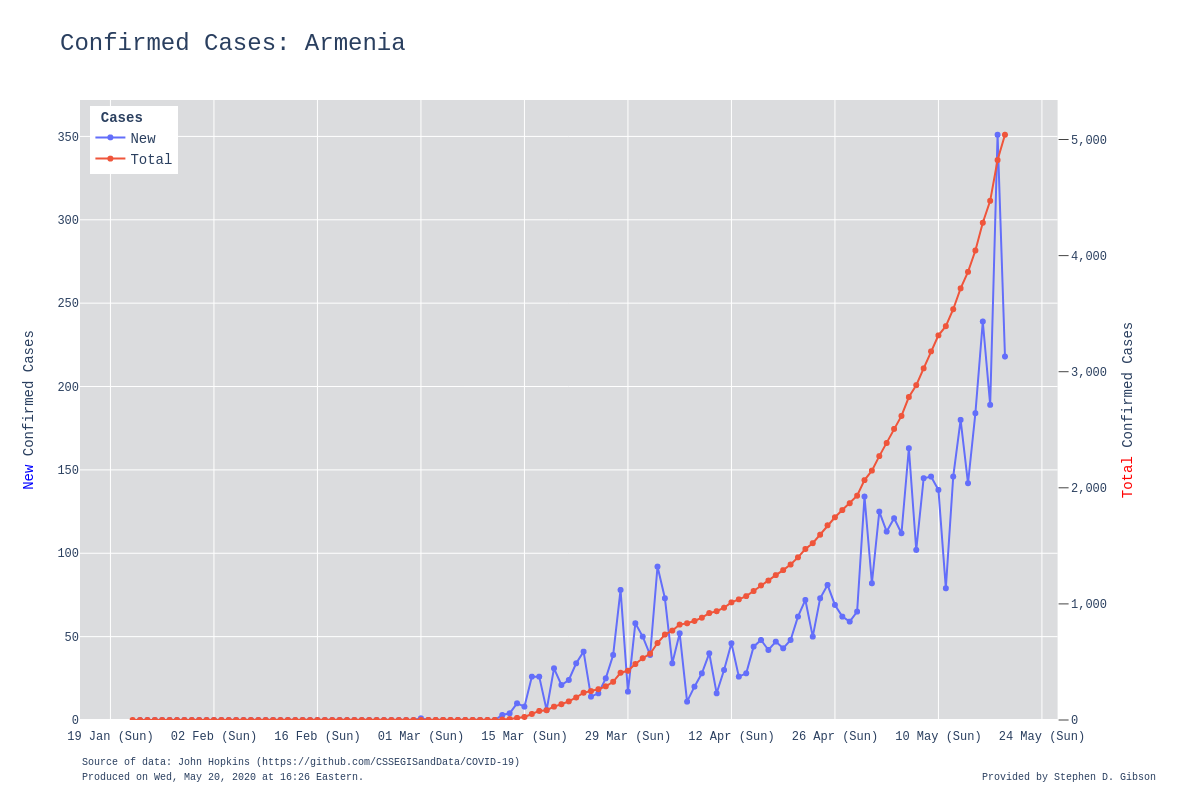 Confirmed Cases: Armenia
Cases
New
Total
350
300
250
200
150
100
50
0
New Confirmed Cases
5,000
4,000
3,000
2,000
1,000
0
Total Confirmed Cases
19 Jan (Sun) 02 Feb (Sun) 16 Feb (Sun) 01 Mar (Sun) 15 Mar (Sun) 29 Mar (Sun) 12 Apr (Sun) 26 Apr (Sun) 10 May (Sun) 24 May (Sun)
Source of data: John Hopkins (https://github.com/CSSEGISandData/COVID-19)
Produced on Wed, May 20, 2020 at 16:26 Eastern.
Provided by Stephen D. Gibson